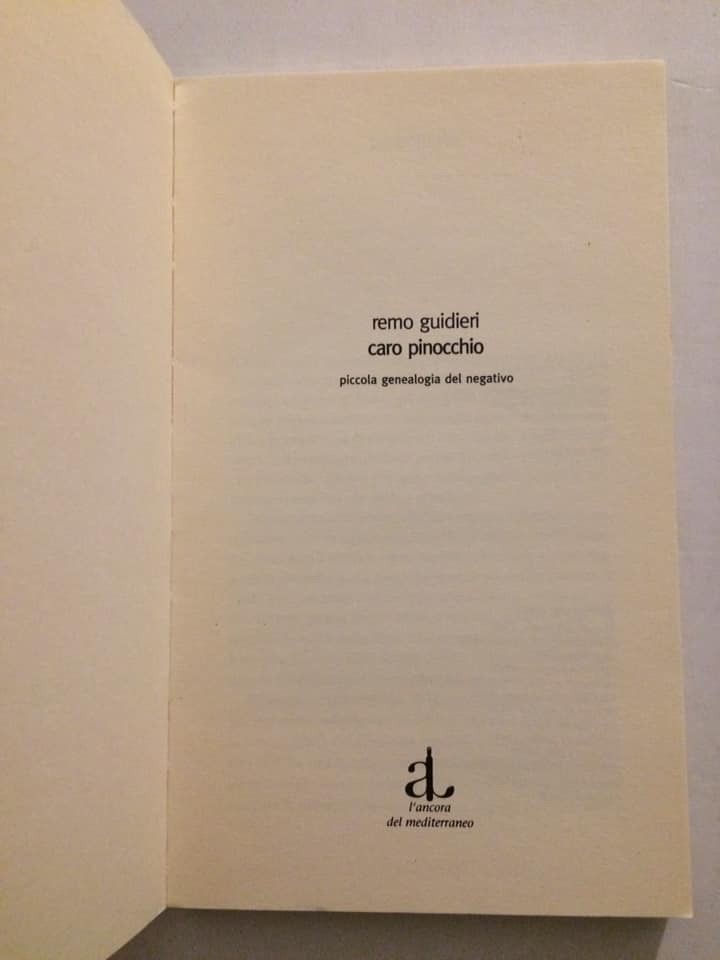 remo guidieri
caro pinocchio
piccola genealogia del negativo
aL
l'ancora
del mediterraneo